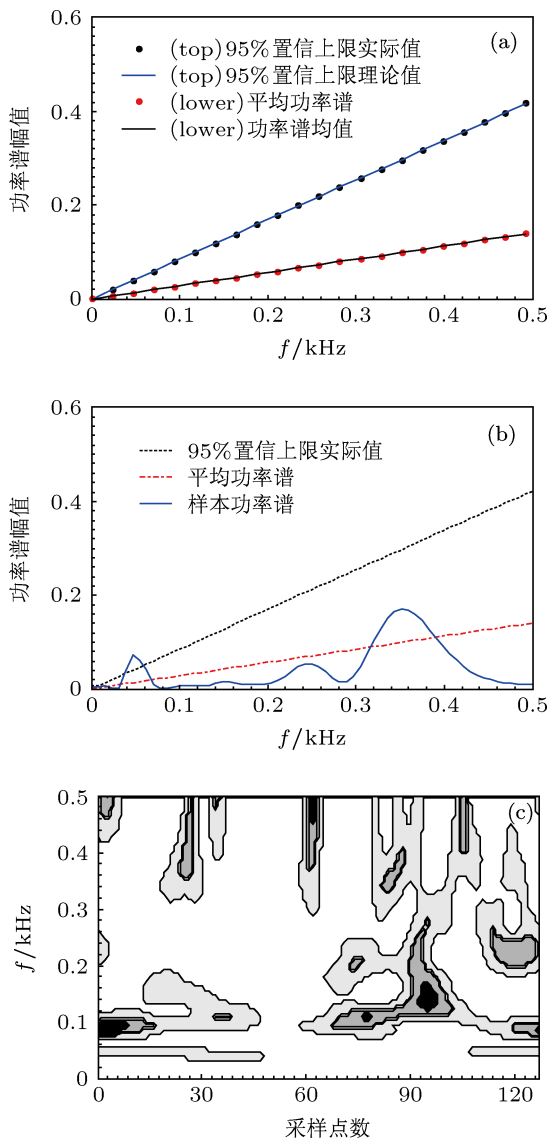 0.6
(a)
(top) 95% 置信上限实际值
(top) 95% 置信上限理论值
(lower) 平均功率谱
(lower) 功率谱均值
0.4
0.2
0
功率谱幅值
0 0.1 0.2 0.3 0.4 0.5
f/kHz
0.6
(b)
95% 置信上限实际值
平均功率谱
样本功率谱
0.4
0.2
0
功率谱幅值
0 0.1 0.2 0.3 0.4 0.5
f/kHz
0.5
(c)
0.4
0.3
0.2
0.1
0
f/kHz
0 30 60 90 120
采样点数